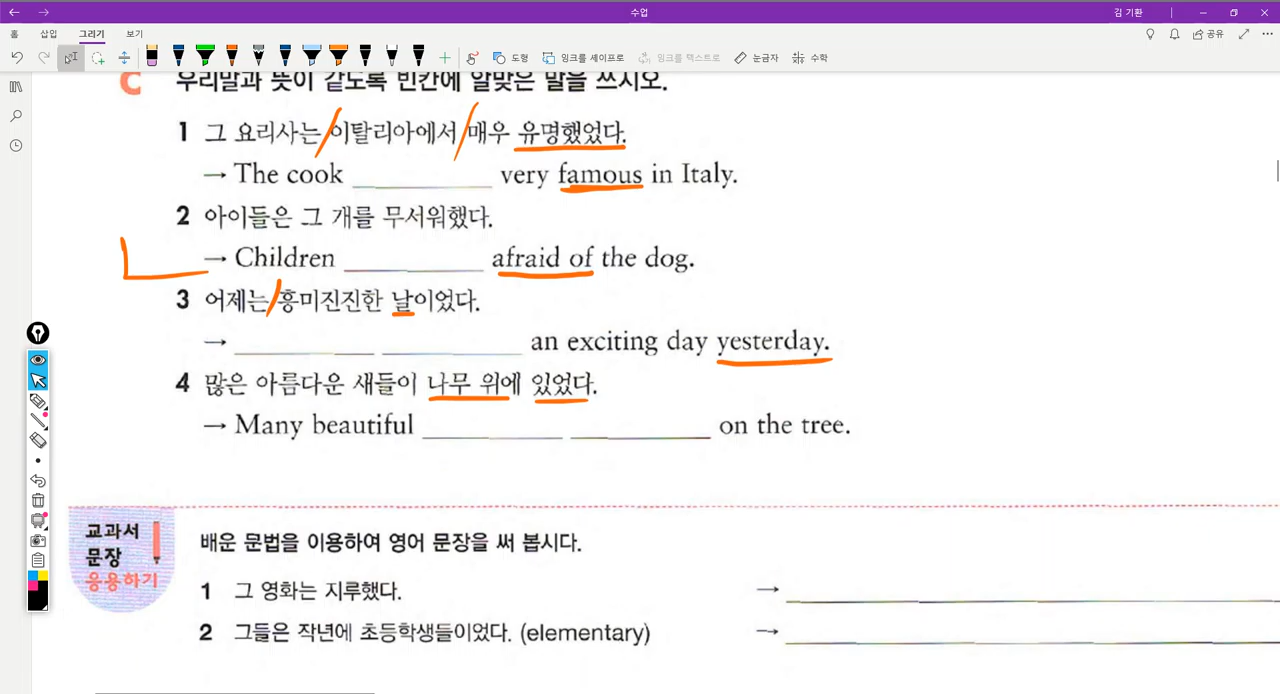 수업
김 기환
홈 삽입 그리기 보기
공유
도형 잉크를 셰이프로 잉크를 텍스트로 눈금자 수학
C 우리말과 뜻이 같도록 빈칸에 알맞은 말을 쓰시오.
1 그 요리사는 이탈리아에서 매우 유명했었다.
→ The cook ________ very famous in Italy.
2 아이들은 그 개를 무서워했다.
→ Children ________ afraid of the dog.
3 어제는 흥미진진한 날이었다.
→ ________ ________ an exciting day yesterday.
4 많은 아름다운 새들이 나무 위에 있었다.
→ Many beautiful ________ ________ on the tree.
교과서
문장
응용하기
배운 문법을 이용하여 영어 문장을 써 봅시다.
1 그 영화는 지루했다. →
2 그들은 작년에 초등학생들이었다. (elementary) →